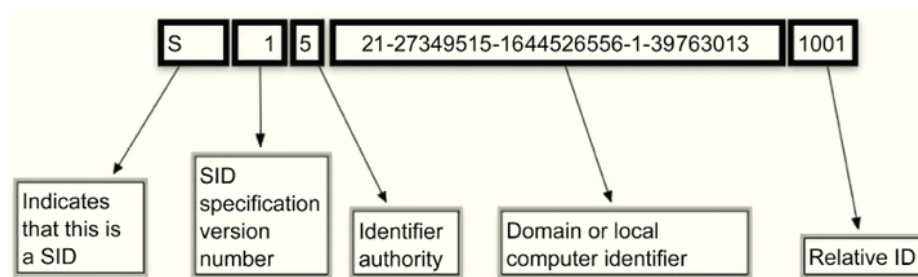 S 1 5 21-27349515-1644526556-1-39763013 1001
Indicates
that this is
a SID
SID
specification
version
number
Identifier
authority
Domain or local
computer identifier
Relative ID